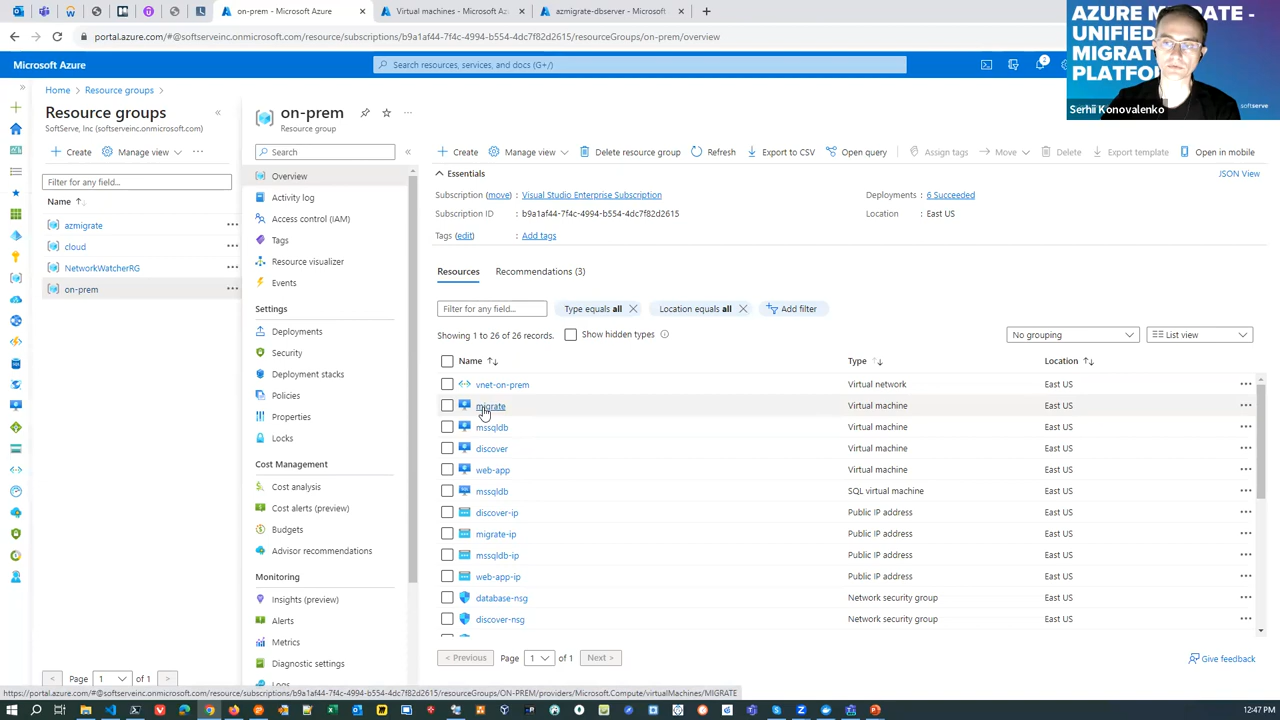 on-prem - Microsoft Azure
Virtual machines - Microsoft Az
azmigrate-dbserver - Microsoft
portal.azure.com/#@softserveinc.onmicrosoft.com/resource/subscriptions/b9a1af44-7f4c-4994-b554-4dc7f82d2615/resourceGroups/on-prem/overview
Microsoft Azure
Search resources, services, and docs (G+/)
2
AZURE MIGRATE -
UNIFIED
MIGRAT
PLATFO
softserve
Serhii Konovalenko
Home > Resource groups >
Resource groups
SoftServe, Inc (softserveinc.onmicrosoft.com)
Create
Manage view
Filter for any field...
Name
azmigrate
cloud
NetworkWatcherRG
on-prem
< Page 1 of 1 >
on-prem
Resource group
Search
Overview
Activity log
Access control (IAM)
Tags
Resource visualizer
Events
Settings
Deployments
Security
Deployment stacks
Policies
Properties
Locks
Cost Management
Cost analysis
Cost alerts (preview)
Budgets
Advisor recommendations
Monitoring
Insights (preview)
Alerts
Metrics
Diagnostic settings
Logs
Create
Manage view
Delete resource group
Refresh
Export to CSV
Open query
Assign tags
Move
Delete
Export template
Open in mobile
Essentials
JSON View
Subscription (move) : Visual Studio Enterprise Subscription
Deployments : 6 Succeeded
Subscription ID : b9a1af44-7f4c-4994-b554-4dc7f82d2615
Location : East US
Tags (edit) : Add tags
Resources Recommendations (3)
Filter for any field...
Type equals all
Location equals all
Add filter
Showing 1 to 26 of 26 records.
Show hidden types
No grouping
List view
Name Type Location
vnet-on-prem Virtual network East US
migrate Virtual machine East US
mssqldb Virtual machine East US
discover Virtual machine East US
web-app Virtual machine East US
mssqldb SQL virtual machine East US
discover-ip Public IP address East US
migrate-ip Public IP address East US
mssqldb-ip Public IP address East US
web-app-ip Public IP address East US
database-nsg Network security group East US
discover-nsg Network security group East US
< Previous Page 1 of 1 Next >
Give feedback
https://portal.azure.com/#@softserveinc.onmicrosoft.com/resource/subscriptions/b9a1af44-7f4c-4994-b554-4dc7f82d2615/resourceGroups/ON-PREM/providers/Microsoft.Compute/virtualMachines/MIGRATE
12:47 PM